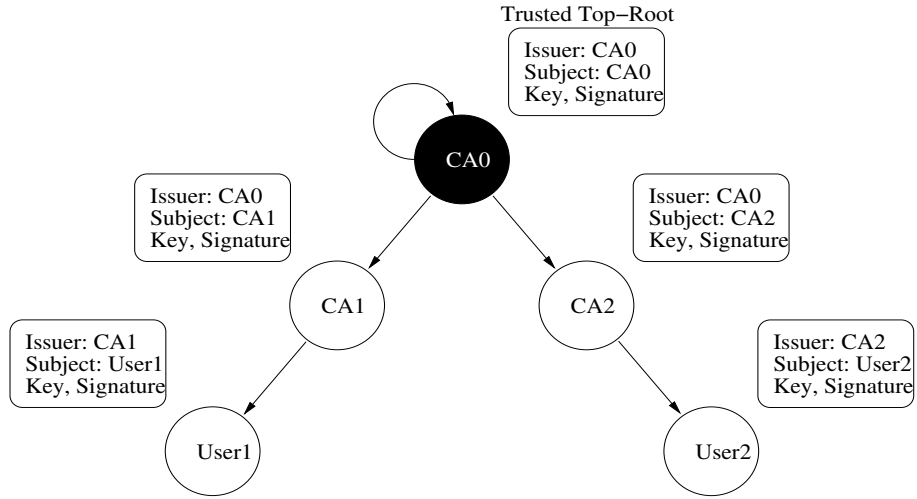 Trusted Top-Root
Issuer: CA0
Subject: CA0
Key, Signature
CA0
Issuer: CA0
Subject: CA1
Key, Signature
Issuer: CA0
Subject: CA2
Key, Signature
CA1
CA2
Issuer: CA1
Subject: User1
Key, Signature
Issuer: CA2
Subject: User2
Key, Signature
User1
User2